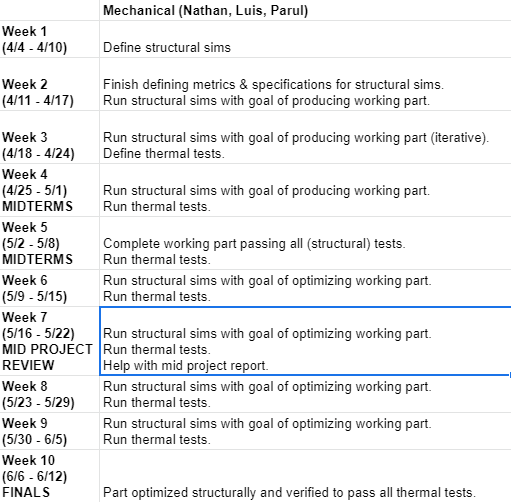 Mechanical (Nathan, Luis, Parul)
Week 1
(4/4 - 4/10) Define structural sims
Week 2 Finish defining metrics & specifications for structural sims.
(4/11 - 4/17) Run structural sims with goal of producing working part.
Week 3 Run structural sims with goal of producing working part (iterative).
(4/18 - 4/24) Define thermal tests.
Week 4
(4/25 - 5/1) Run structural sims with goal of producing working part.
MIDTERMS Run thermal tests.
Week 5
(5/2 - 5/8) Complete working part passing all (structural) tests.
MIDTERMS Run thermal tests.
Week 6 Run structural sims with goal of optimizing working part.
(5/9 - 5/15) Run thermal tests.
Week 7
(5/16 - 5/22) Run structural sims with goal of optimizing working part.
MID PROJECT Run thermal tests.
REVIEW Help with mid project report.
Week 8 Run structural sims with goal of optimizing working part.
(5/23 - 5/29) Run thermal tests.
Week 9 Run structural sims with goal of optimizing working part.
(5/30 - 6/5) Run thermal tests.
Week 10
(6/6 - 6/12)
FINALS Part optimized structurally and verified to pass all thermal tests.